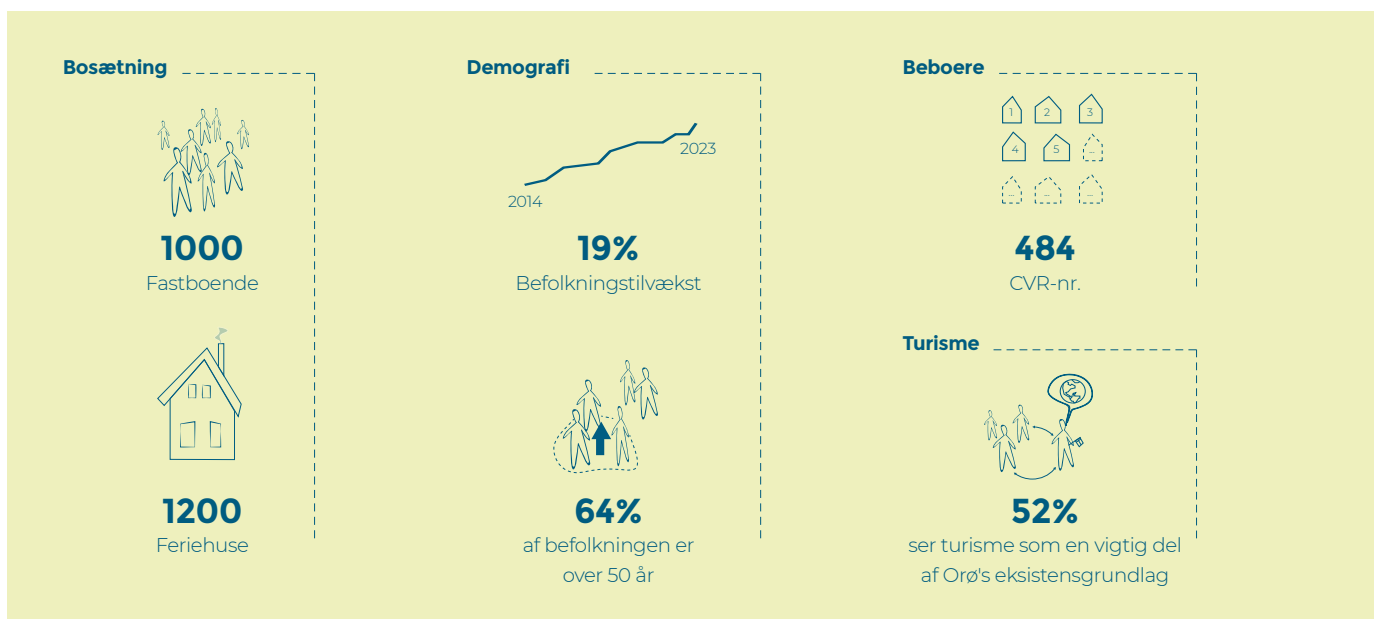 Bosætning
1000
Fastboende
1200
Feriehuse
Demografi
2023
2014
19%
Befolkningstilvækst
64%
af befolkningen er
over 50 år
Beboere
1 2 3
4 5 ...
... ... ...
484
CVR-nr.
Turisme
52%
ser turisme som en vigtig del
af Orø's eksistensgrundlag